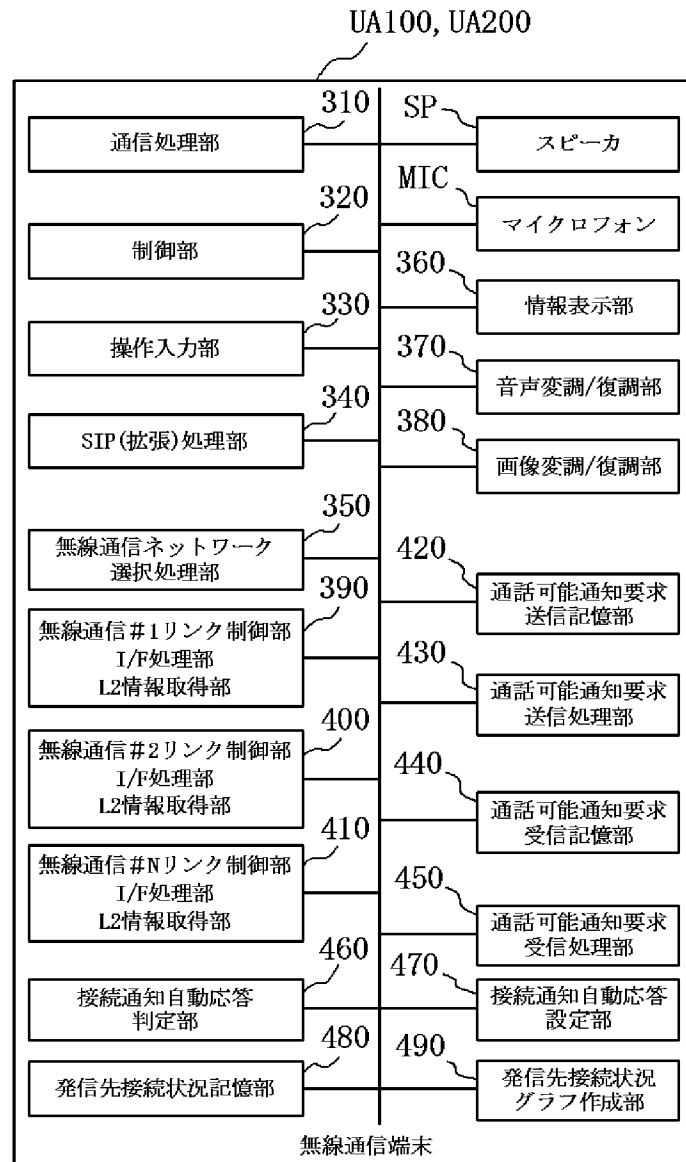 UA100, UA200
310
通信処理部
SP
スピーカ
320
制御部
MIC
マイクロフォン
330
操作入力部
360
情報表示部
340
SIP(拡張)処理部
370
音声変調/復調部
380
画像変調/復調部
350
無線通信ネットワーク
選択処理部
390
無線通信#1リンク制御部
I/F処理部
L2情報取得部
420
通話可能通知要求
送信記憶部
400
無線通信#2リンク制御部
I/F処理部
L2情報取得部
430
通話可能通知要求
送信処理部
410
無線通信#Nリンク制御部
I/F処理部
L2情報取得部
440
通話可能通知要求
受信記憶部
450
通話可能通知要求
受信処理部
460
接続通知自動応答
判定部
470
接続通知自動応答
設定部
480
発信先接続状況記憶部
490
発信先接続状況
グラフ作成部
無線通信端末